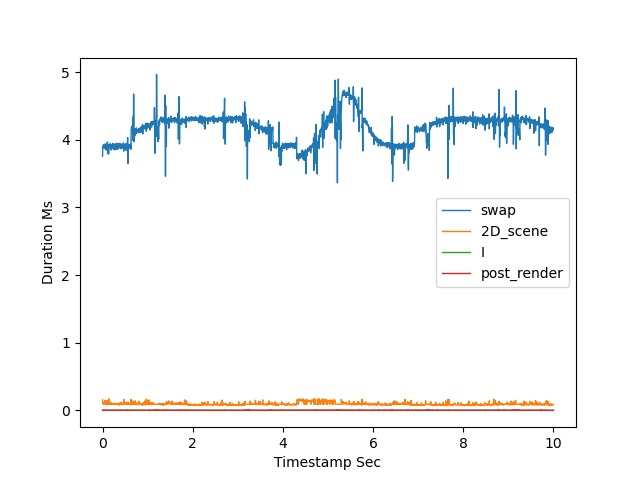 5
4
3
2
1
0
Duration Ms
swap
2D_scene
I
post_render
0 2 4 6 8 10
Timestamp Sec